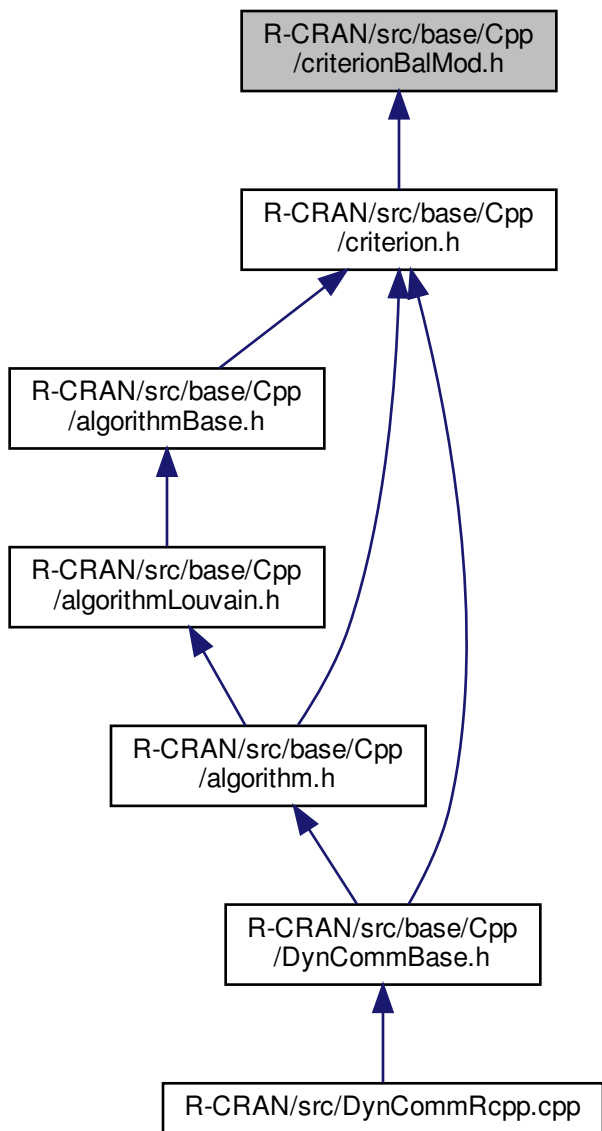 R-CRAN/src/base/Cpp
/criterionBalMod.h
R-CRAN/src/base/Cpp
/criterion.h
R-CRAN/src/base/Cpp
/algorithmBase.h
R-CRAN/src/base/Cpp
/algorithmLouvain.h
R-CRAN/src/base/Cpp
/algorithm.h
R-CRAN/src/base/Cpp
/DynCommBase.h
R-CRAN/src/DynCommRcpp.cpp